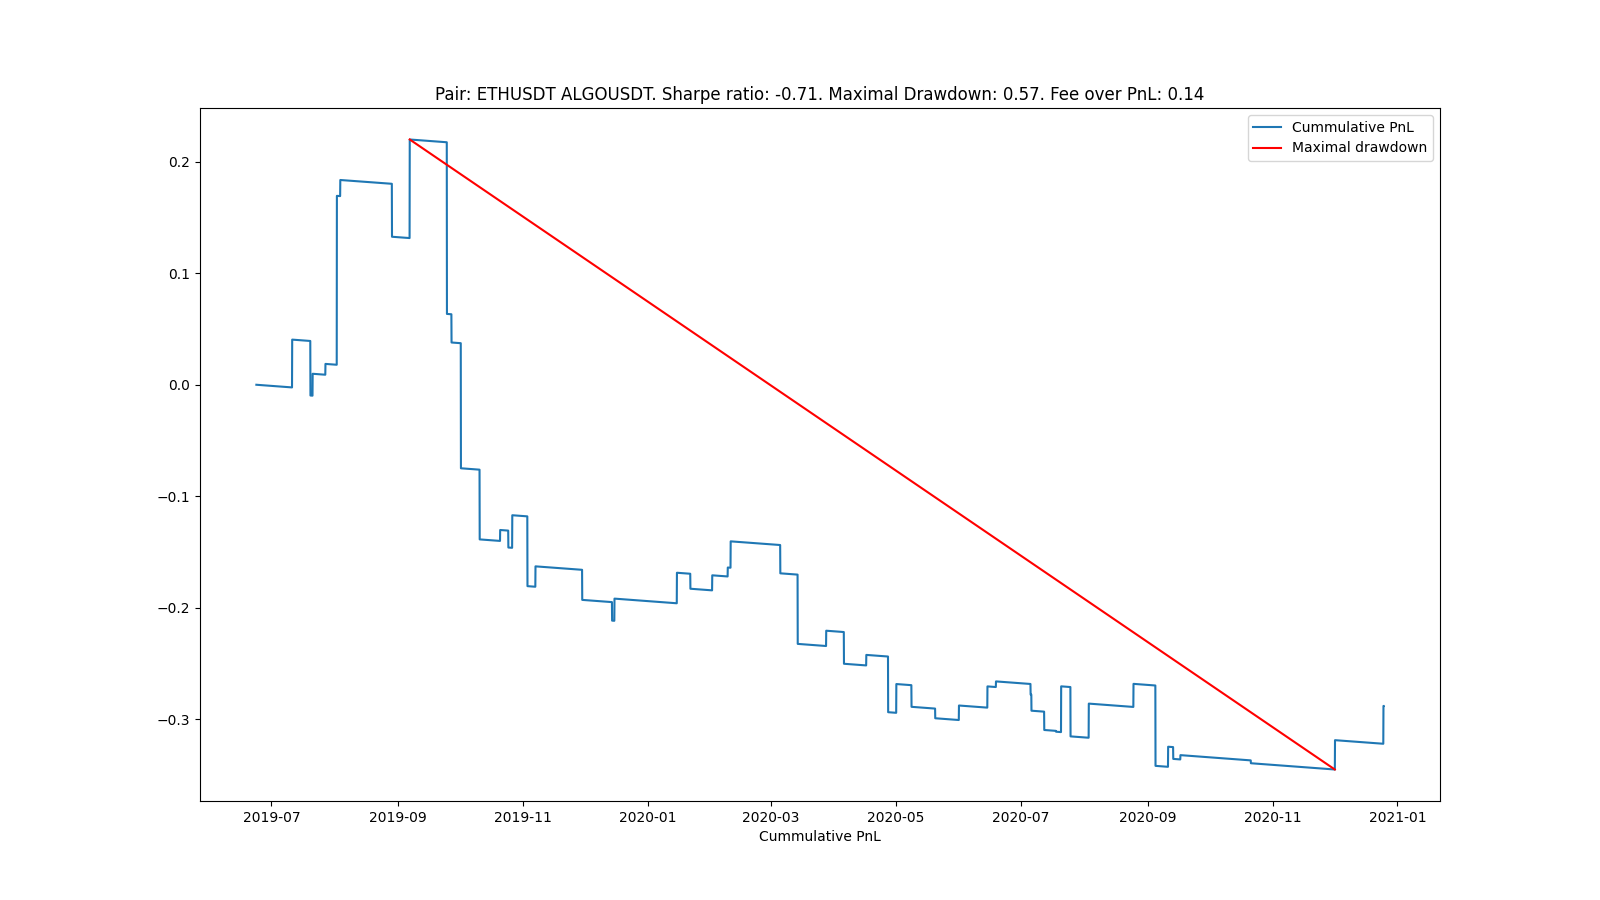 Pair: ETHUSDT ALGOUSDT. Sharpe ratio: -0.71. Maximal Drawdown: 0.57. Fee over PnL: 0.14
Cummulative PnL
Maximal drawdown
0.2
0.1
0.0
−0.1
−0.2
−0.3
2019-07 2019-09 2019-11 2020-01 2020-03 2020-05 2020-07 2020-09 2020-11 2021-01
Cummulative PnL